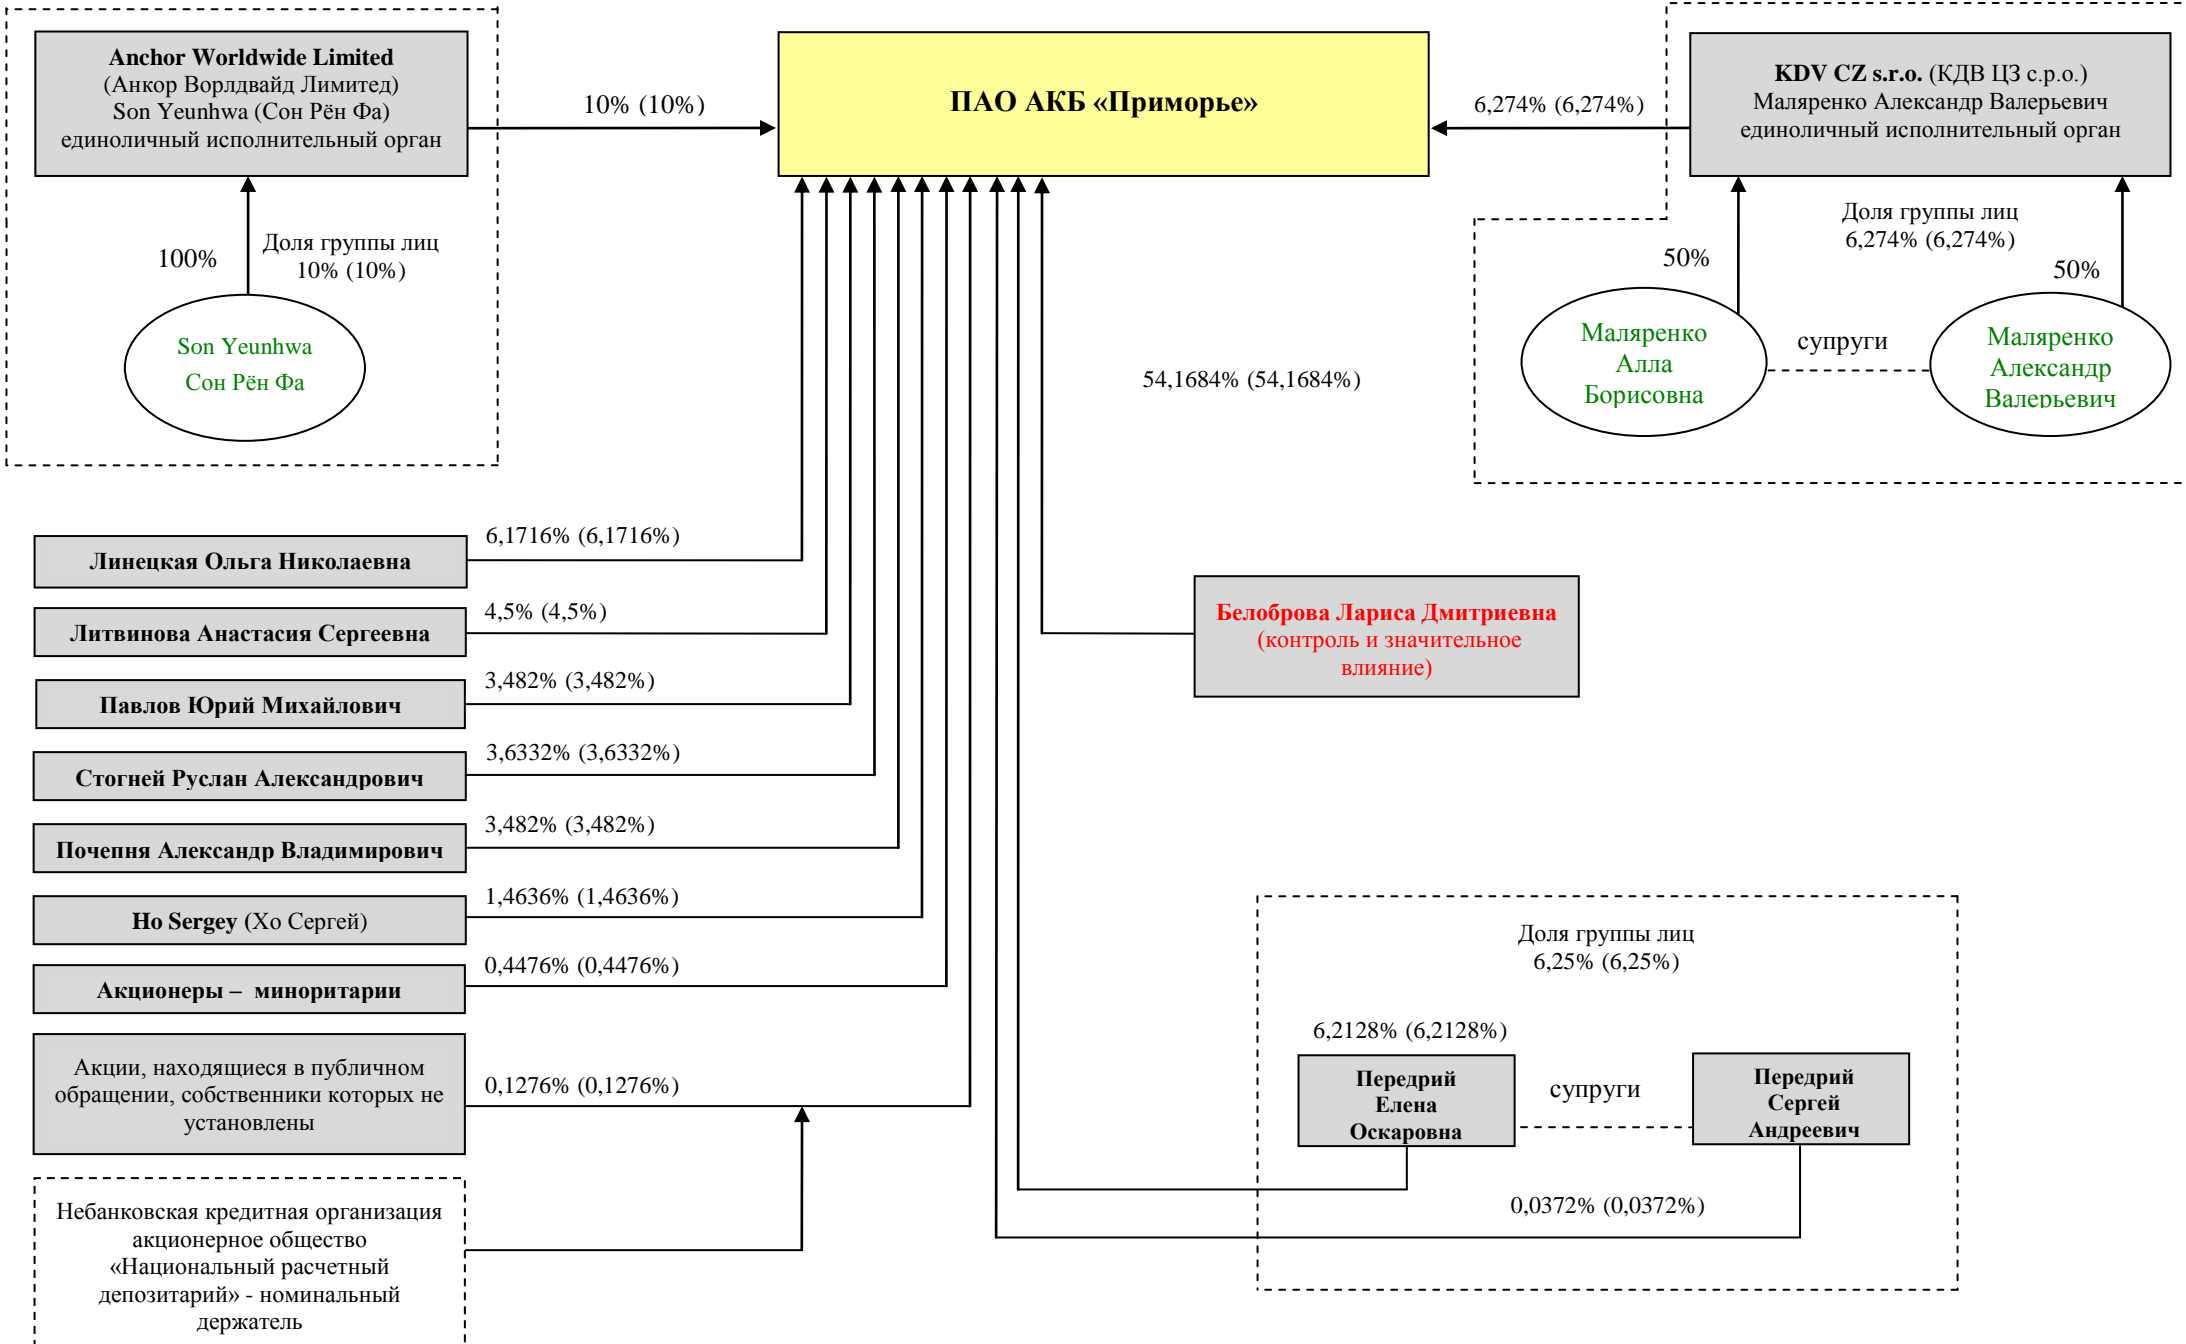 Anchor Worldwide Limited
(Анкор Ворлдвайд Лимитед)
Son Yeunhwa (Сон Рён Фа)
единоличный исполнительный орган
10% (10%)
ПАО АКБ «Приморье»
6,274% (6,274%)
KDV CZ s.r.o. (КДВ ЦЗ с.р.о.)
Маляренко Александр Валерьевич
единоличный исполнительный орган
100%
Доля группы лиц
10% (10%)
Son Yeunhwa
Сон Рён Фа
Доля группы лиц
6,274% (6,274%)
50%
50%
Маляренко
Алла
Борисовна
супруги
Маляренко
Александр
Валерьевич
54,1684% (54,1684%)
6,1716% (6,1716%)
Линецкая Ольга Николаевна
4,5% (4,5%)
Литвинова Анастасия Сергеевна
3,482% (3,482%)
Павлов Юрий Михайлович
3,6332% (3,6332%)
Стогней Руслан Александрович
3,482% (3,482%)
Почепня Александр Владимирович
1,4636% (1,4636%)
Ho Sergey (Хо Сергей)
0,4476% (0,4476%)
Акционеры – миноритарии
Акции, находящиеся в публичном
обращении, собственники которых не
установлены
0,1276% (0,1276%)
Небанковская кредитная организация
акционерное общество
«Национальный расчетный
депозитарий» - номинальный
держатель
Белоброва Лариса Дмитриевна
(контроль и значительное
влияние)
Доля группы лиц
6,25% (6,25%)
6,2128% (6,2128%)
Передрий
Елена
Оскаровна
супруги
Передрий
Сергей
Андреевич
0,0372% (0,0372%)